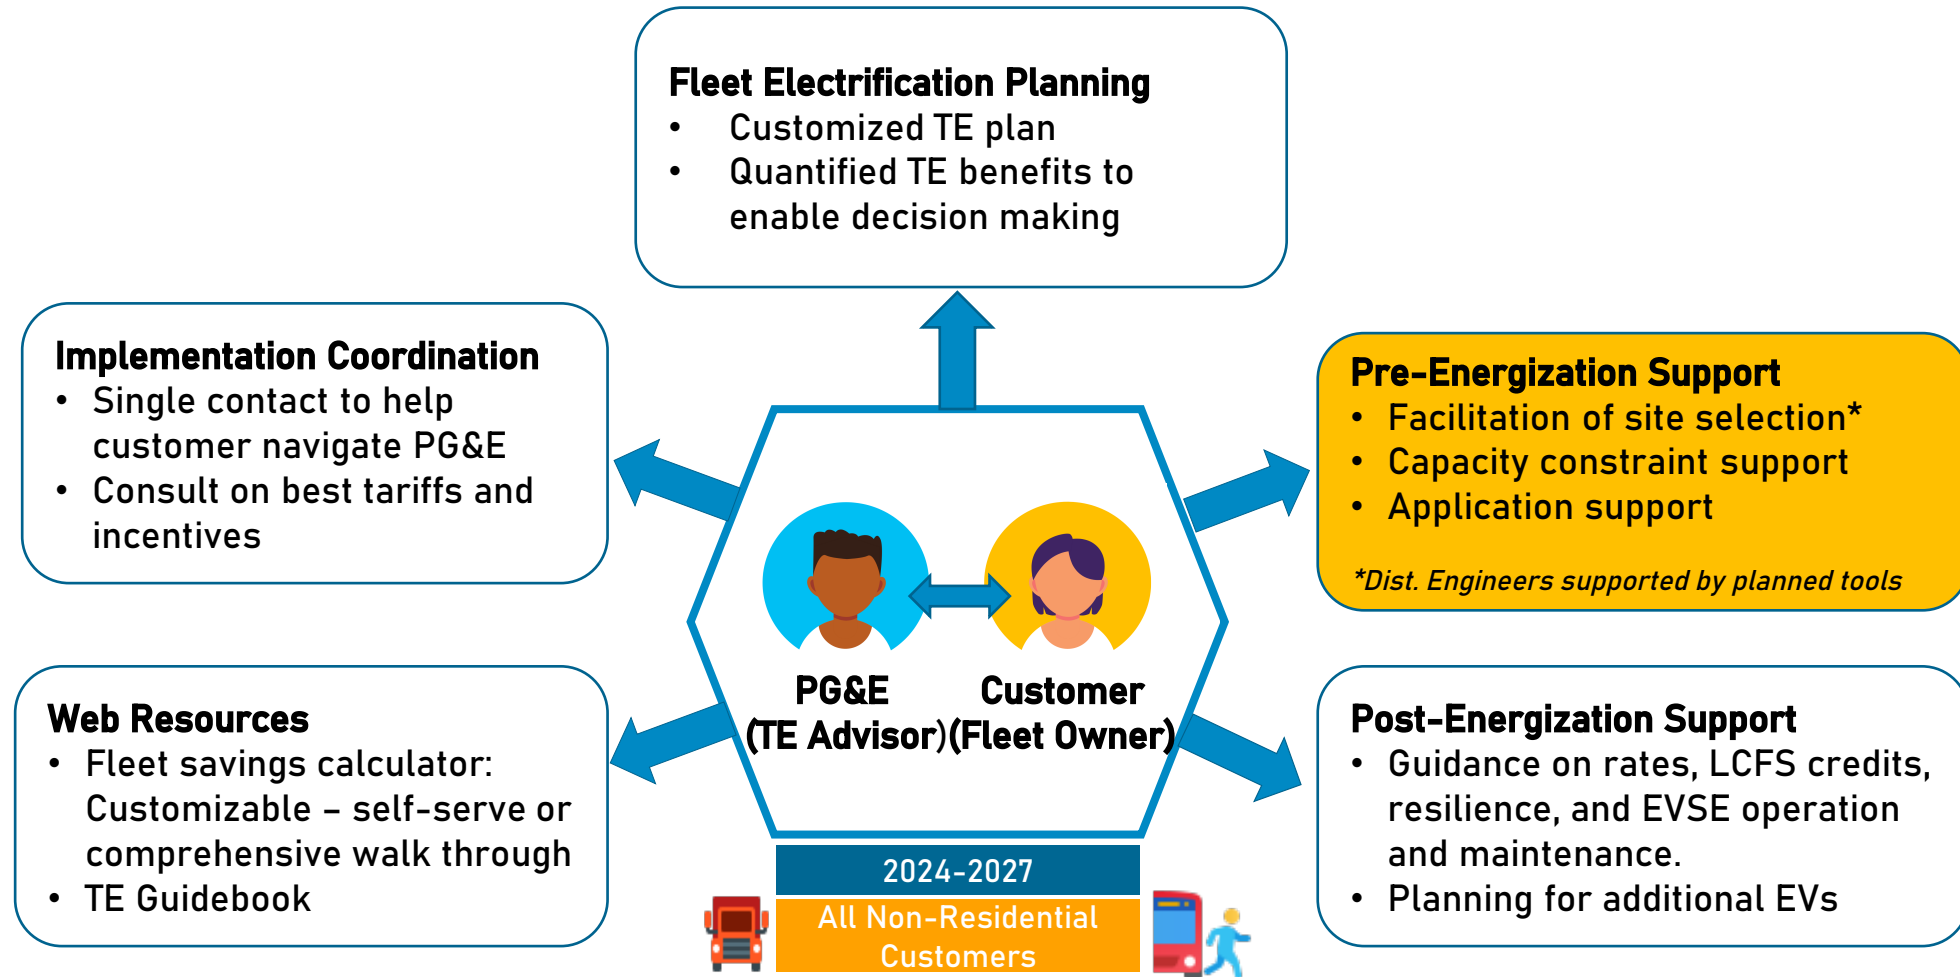 Fleet Electrification Planning
• Customized TE plan
• Quantified TE benefits to
enable decision making
Implementation Coordination
• Single contact to help
customer navigate PG&E
• Consult on best tariffs and
incentives
Pre-Energization Support
• Facilitation of site selection*
• Capacity constraint support
• Application support
*Dist. Engineers supported by planned tools
PG&E
(TE Advisor)
Customer
(Fleet Owner)
Web Resources
• Fleet savings calculator:
Customizable – self-serve or
comprehensive walk through
• TE Guidebook
Post-Energization Support
• Guidance on rates, LCFS credits,
resilience, and EVSE operation
and maintenance.
• Planning for additional EVs
2024-2027
All Non-Residential
Customers